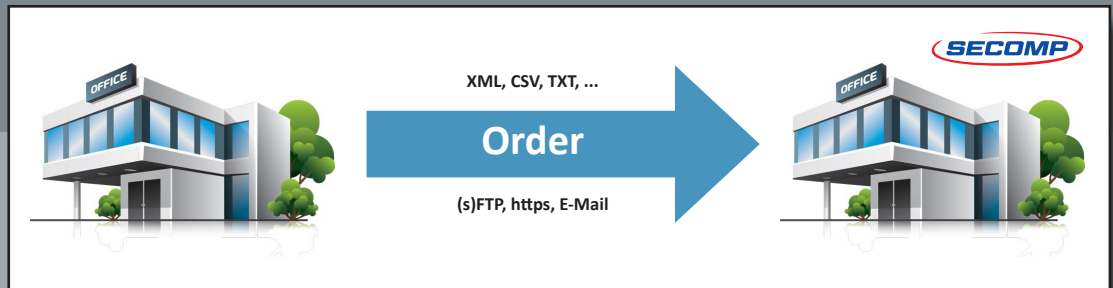 SECOMP
OFFICE
OFFICE
XML, CSV, TXT, ...
Order
(s)FTP, https, E-Mail